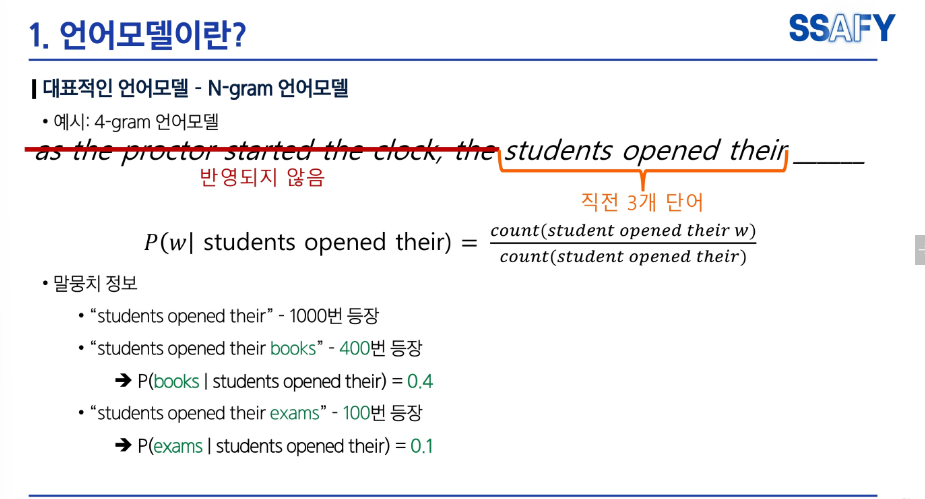 1. 언어모델이란?
SSAFY
대표적인 언어모델 - N-gram 언어모델
• 예시: 4-gram 언어모델
as the proctor started the clock, the students opened their ______
반영되지 않음
직전 3개 단어
P(w| students opened their) = count(student opened their w) / count(student opened their)
• 말뭉치 정보
• “students opened their” - 1000번 등장
• “students opened their books” - 400번 등장
➔ P(books | students opened their) = 0.4
• “students opened their exams” - 100번 등장
➔ P(exams | students opened their) = 0.1